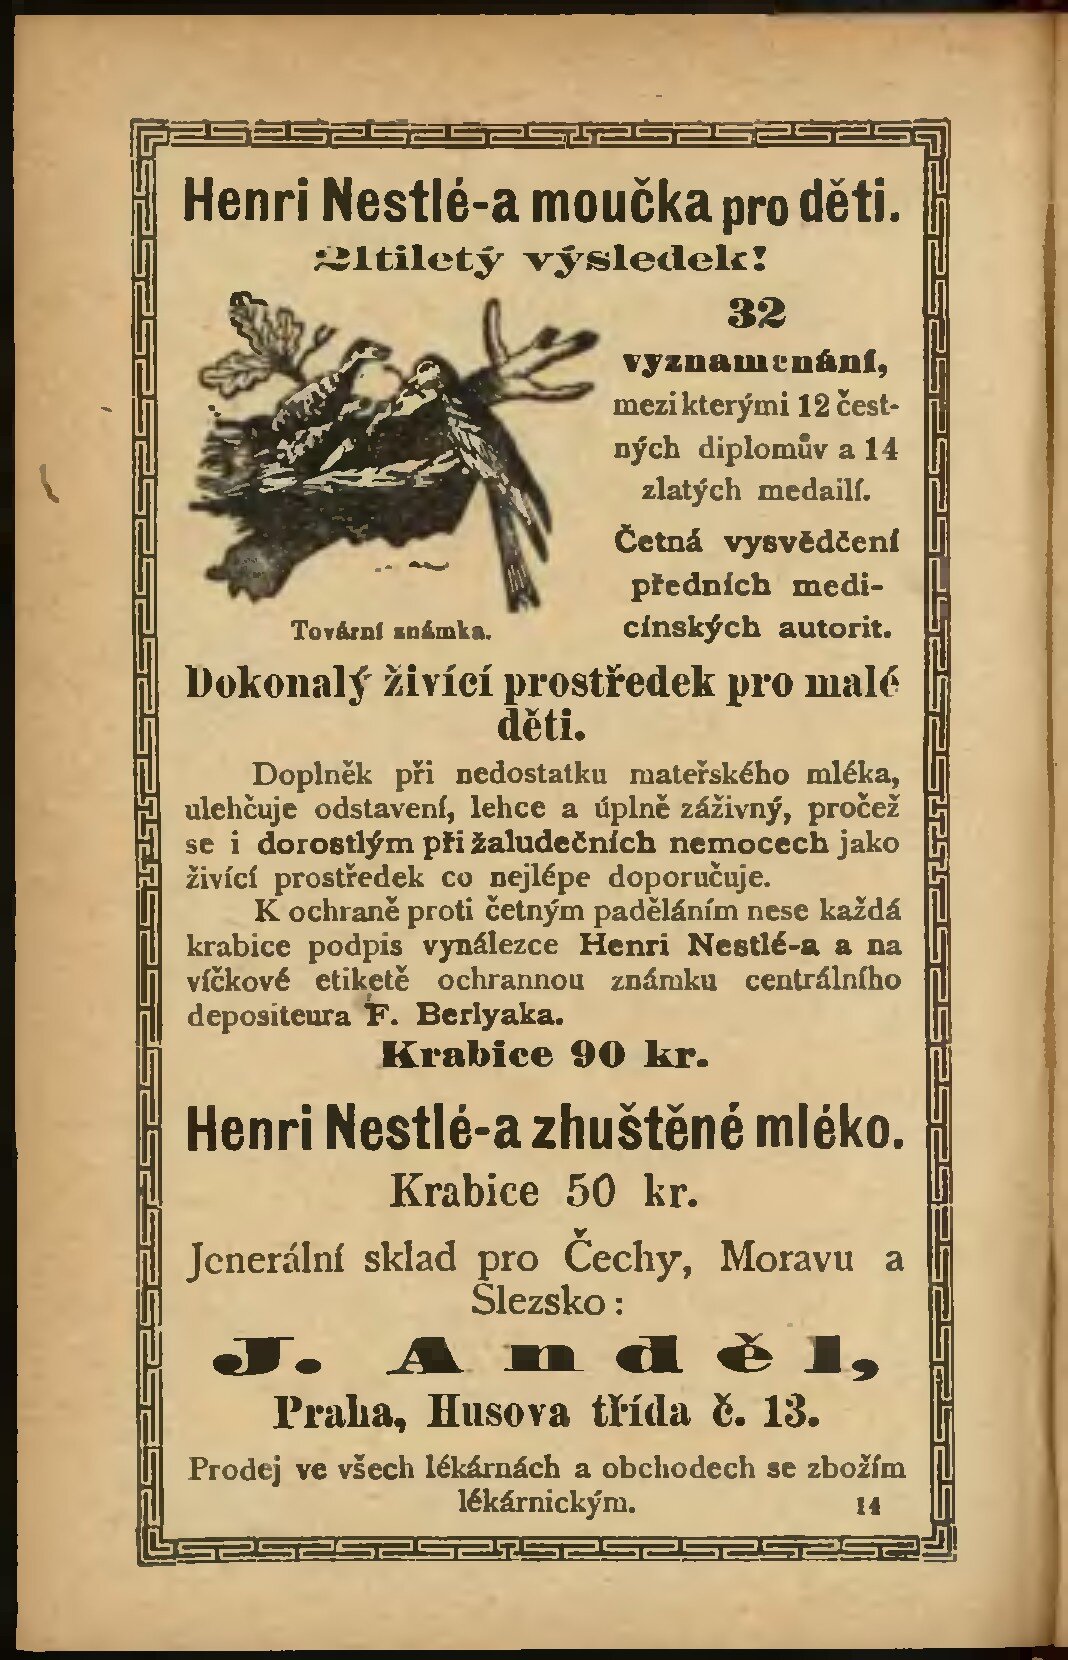 Henri Nestlé-a moučka pro děti.
21tiletý výsledek!
32
vyznamenání,
mezi kterými 12 čest-
ných diplomův a 14
zlatých medailí.
Četná vysvědčení
předních medi-
cínských autorit.
Tovární známka.
Dokonalý živící prostředek pro malé
děti.
Doplněk při nedostatku mateřského mléka,
ulehčuje odstavení, lehce a úplně záživný, pročež
se i dorostlým při žaludečních nemocech jako
živící prostředek co nejlépe doporučuje.
K ochraně proti četným paděláním nese každá
krabice podpis vynálezce Henri Nestlé-a a na
víčkové etiketě ochrannou známku centrálního
depositeura F. Berlyaka.
Krabice 90 kr.
Henri Nestlé-a zhuštěné mléko.
Krabice 50 kr.
Jenerální sklad pro Čechy, Moravu a
Slezsko:
J. Anděl,
Praha, Husova třída č. 13.
Prodej ve všech lékárnách a obchodech se zbožím
lékárnickým. 14